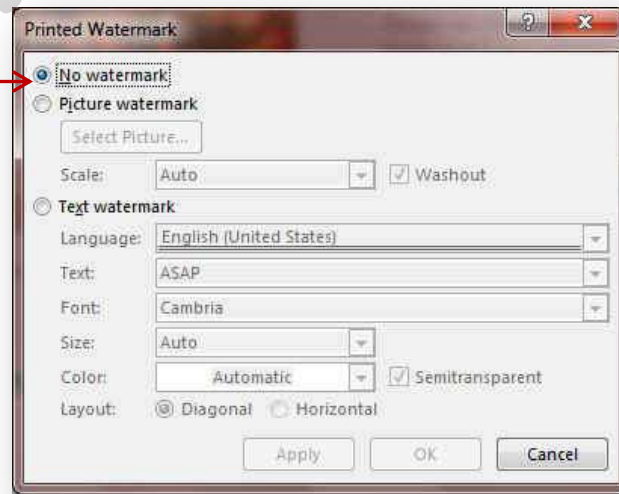 Printed Watermark
No watermark
Picture watermark
Select Picture...
Scale: Auto Washout
Text watermark
Language: English (United States)
Text: ASAP
Font: Cambria
Size: Auto
Color: Automatic Semitransparent
Layout: Diagonal Horizontal
Apply OK Cancel